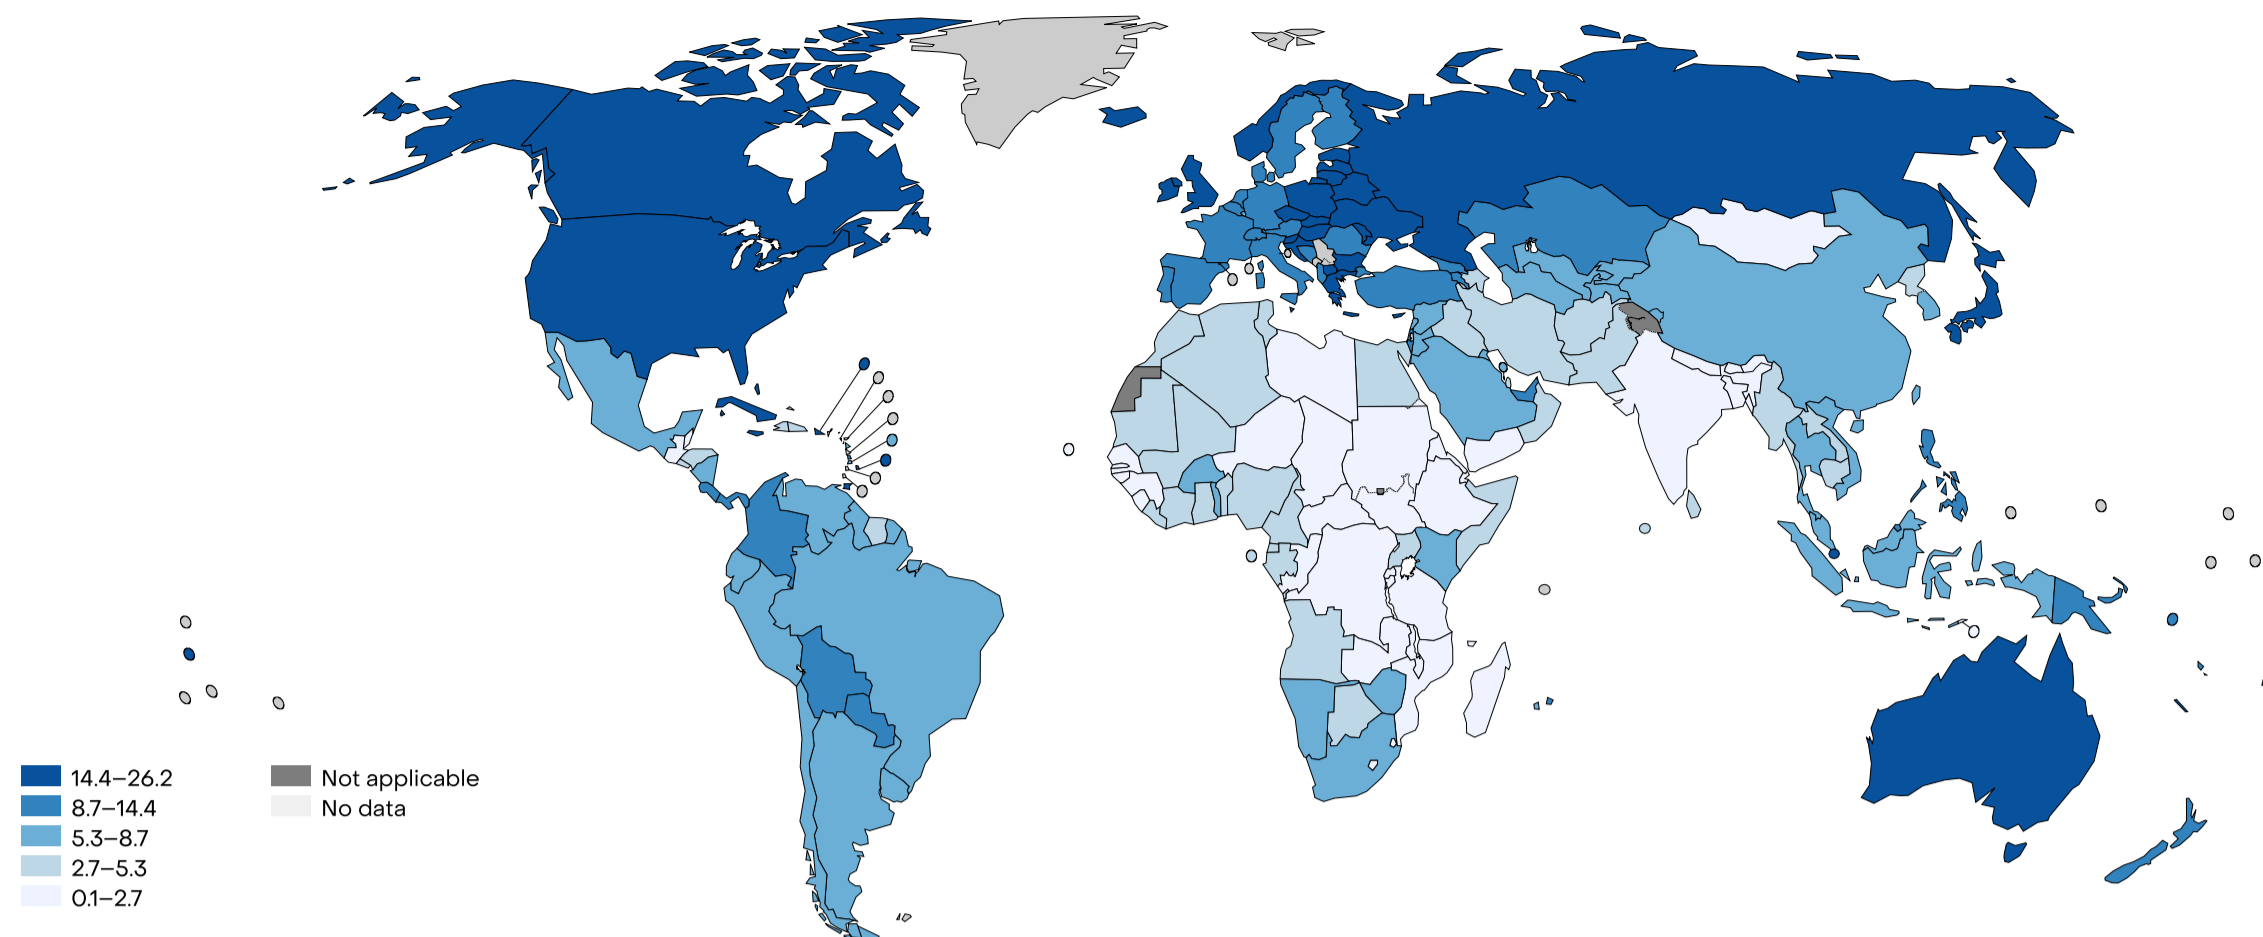 14.4–26.2
8.7–14.4
5.3–8.7
2.7–5.3
0.1–2.7
Not applicable
No data